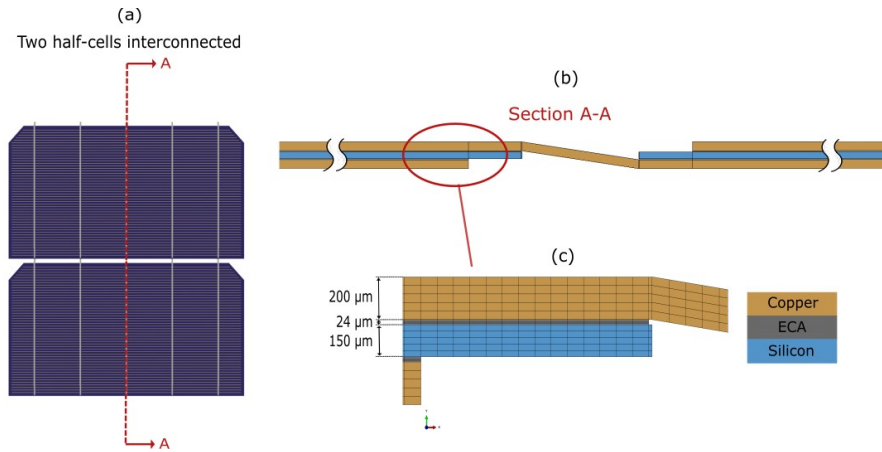 (a)
Two half-cells interconnected
A
A
(b)
Section A-A
(c)
200 µm
24 µm
150 µm
Copper
ECA
Silicon